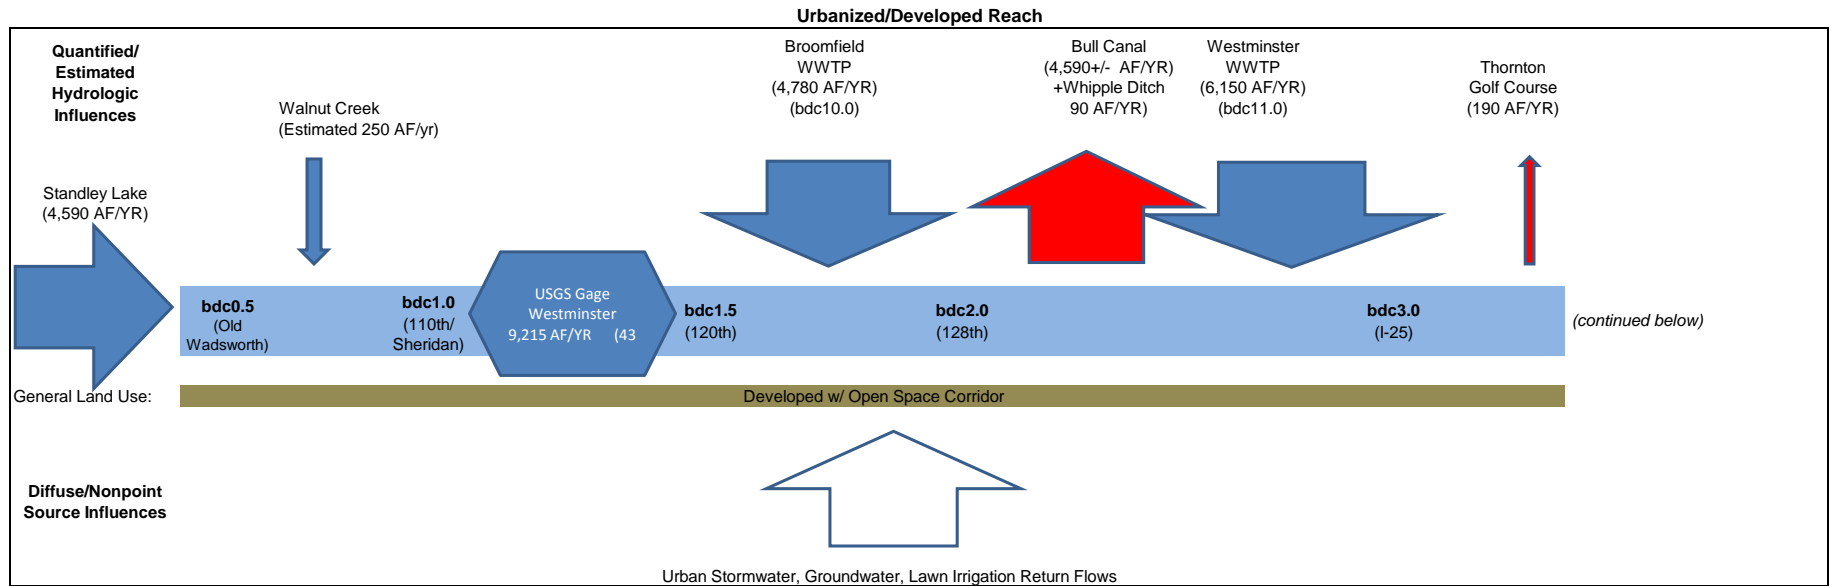 Urbanized/Developed Reach
Quantified/
Estimated
Hydrologic
Influences
Walnut Creek
(Estimated 250 AF/yr)
Broomfield
WWTP
(4,780 AF/YR)
(bdc10.0)
Bull Canal
(4,590+/-  AF/YR)
+Whipple Ditch
90 AF/YR)
Westminster
WWTP
(6,150 AF/YR)
(bdc11.0)
Thornton
Golf Course
(190 AF/YR)
Standley Lake
(4,590 AF/YR)
bdc0.5
(Old
Wadsworth)
bdc1.0
(110th/
Sheridan)
USGS Gage
Westminster
9,215 AF/YR     (43
bdc1.5
(120th)
bdc2.0
(128th)
bdc3.0
(I-25)
(continued below)
General Land Use:
Developed w/ Open Space Corridor
Diffuse/Nonpoint
Source Influences
Urban Stormwater, Groundwater, Lawn Irrigation Return Flows